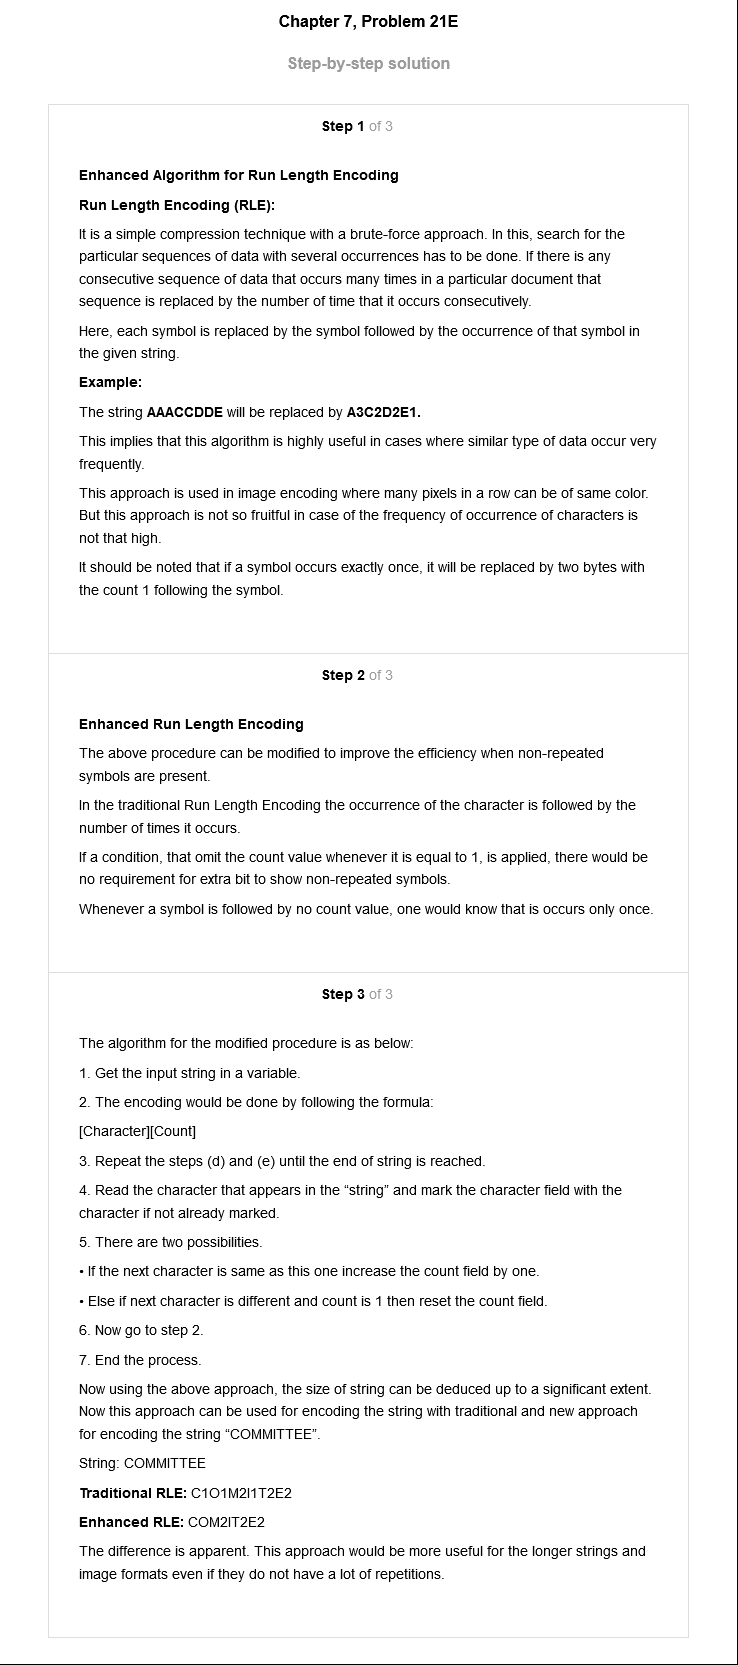 Chapter 7, Problem 21E
Step-by-step solution
Step 1 of 3
Enhanced Algorithm for Run Length Encoding
Run Length Encoding (RLE):
It is a simple compression technique with a brute-force approach. In this, search for the
particular sequences of data with several occurrences has to be done. If there is any
consecutive sequence of data that occurs many times in a particular document that
sequence is replaced by the number of time that it occurs consecutively.
Here, each symbol is replaced by the symbol followed by the occurrence of that symbol in
the given string.
Example:
The string AAACCDDE will be replaced by A3C2D2E1.
This implies that this algorithm is highly useful in cases where similar type of data occur very
frequently.
This approach is used in image encoding where many pixels in a row can be of same color.
But this approach is not so fruitful in case of the frequency of occurrence of characters is
not that high.
It should be noted that if a symbol occurs exactly once, it will be replaced by two bytes with
the count 1 following the symbol.
Step 2 of 3
Enhanced Run Length Encoding
The above procedure can be modified to improve the efficiency when non-repeated
symbols are present.
In the traditional Run Length Encoding the occurrence of the character is followed by the
number of times it occurs.
If a condition, that omit the count value whenever it is equal to 1, is applied, there would be
no requirement for extra bit to show non-repeated symbols.
Whenever a symbol is followed by no count value, one would know that is occurs only once.
Step 3 of 3
The algorithm for the modified procedure is as below:
1. Get the input string in a variable.
2. The encoding would be done by following the formula:
[Character][Count]
3. Repeat the steps (d) and (e) until the end of string is reached.
4. Read the character that appears in the “string” and mark the character field with the
character if not already marked.
5. There are two possibilities.
• If the next character is same as this one increase the count field by one.
• Else if next character is different and count is 1 then reset the count field.
6. Now go to step 2.
7. End the process.
Now using the above approach, the size of string can be deduced up to a significant extent.
Now this approach can be used for encoding the string with traditional and new approach
for encoding the string “COMMITTEE”.
String: COMMITTEE
Traditional RLE: C1O1M2I1T2E2
Enhanced RLE: COM2IT2E2
The difference is apparent. This approach would be more useful for the longer strings and
image formats even if they do not have a lot of repetitions.